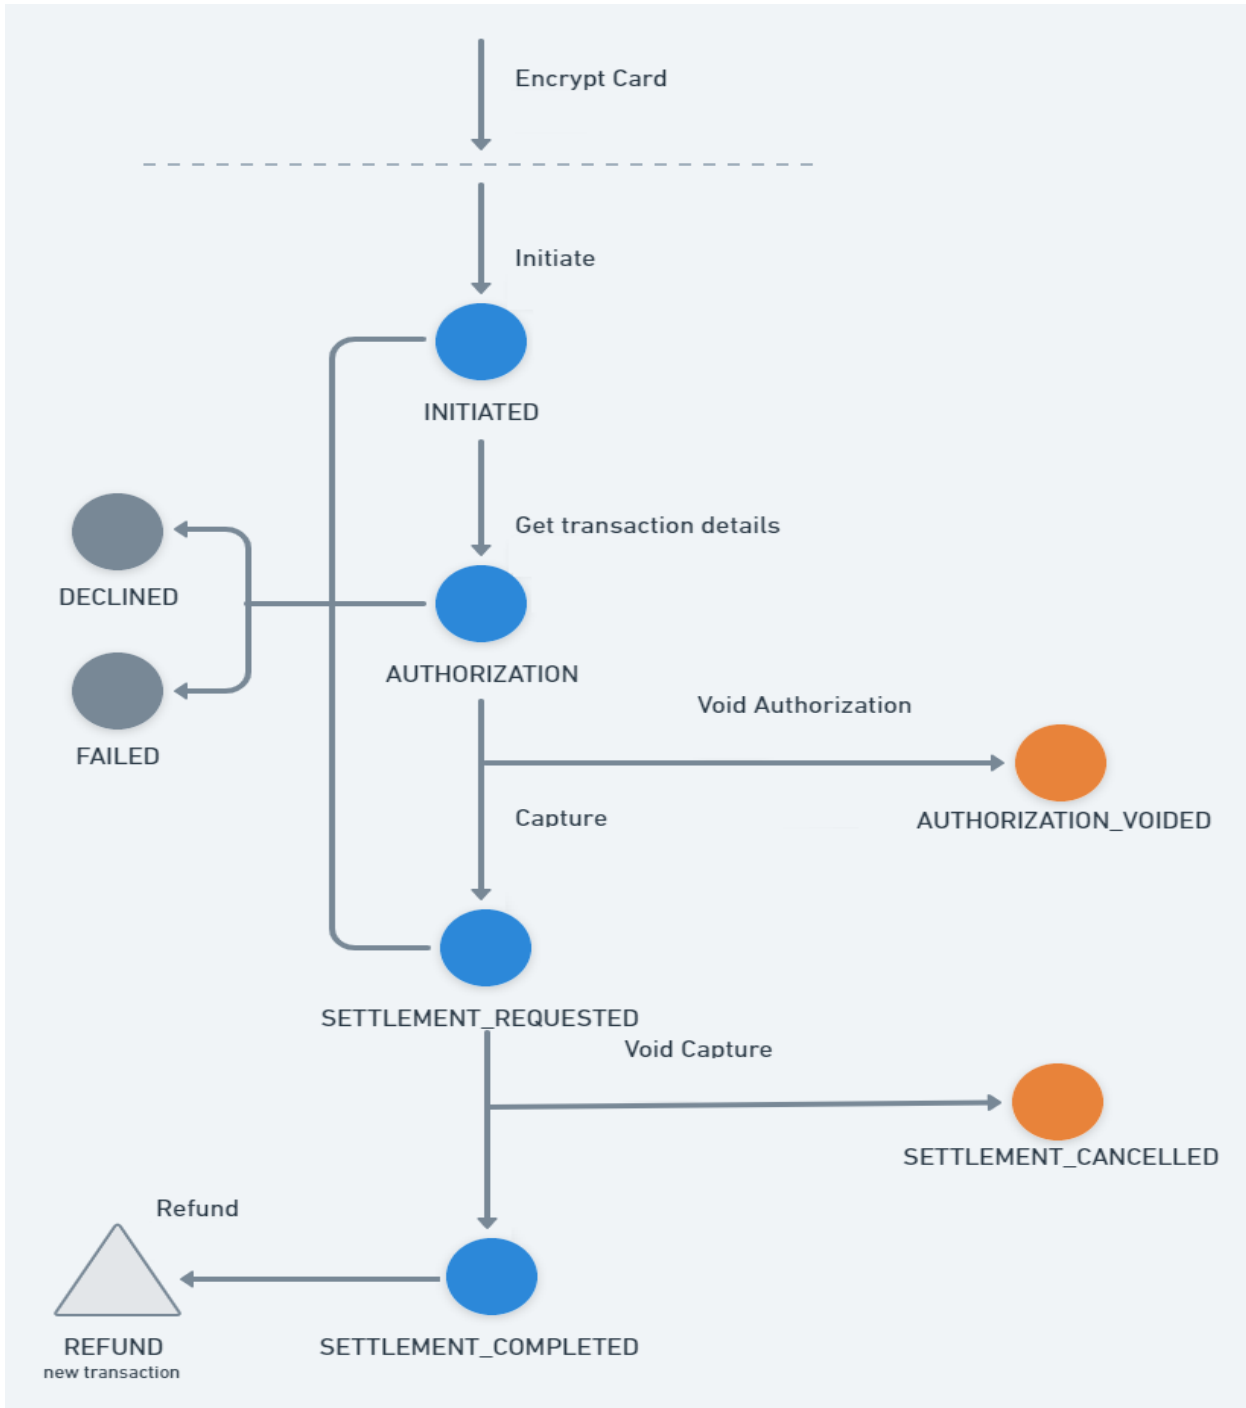 Encrypt Card
Initiate
INITIATED
Get transaction details
DECLINED
AUTHORIZATION
Void Authorization
FAILED
Capture
AUTHORIZATION_VOIDED
SETTLEMENT_REQUESTED
Void Capture
SETTLEMENT_CANCELLED
Refund
REFUND
new transaction
SETTLEMENT_COMPLETED